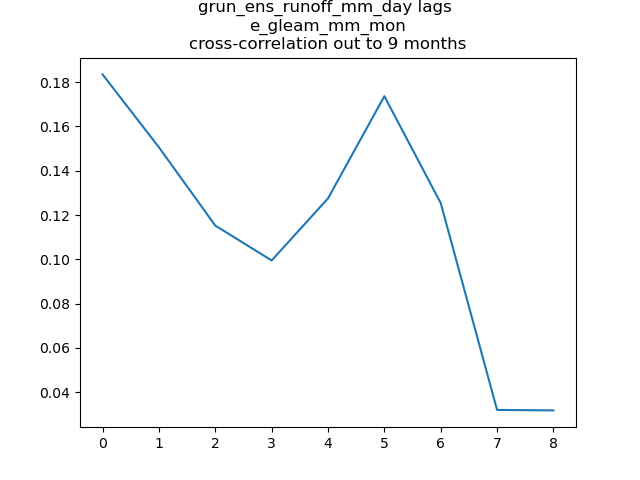 grun_ens_runoff_mm_day lags
e_gleam_mm_mon
cross-correlation out to 9 months
0.18
0.16
0.14
0.12
0.10
0.08
0.06
0.04
0 1 2 3 4 5 6 7 8